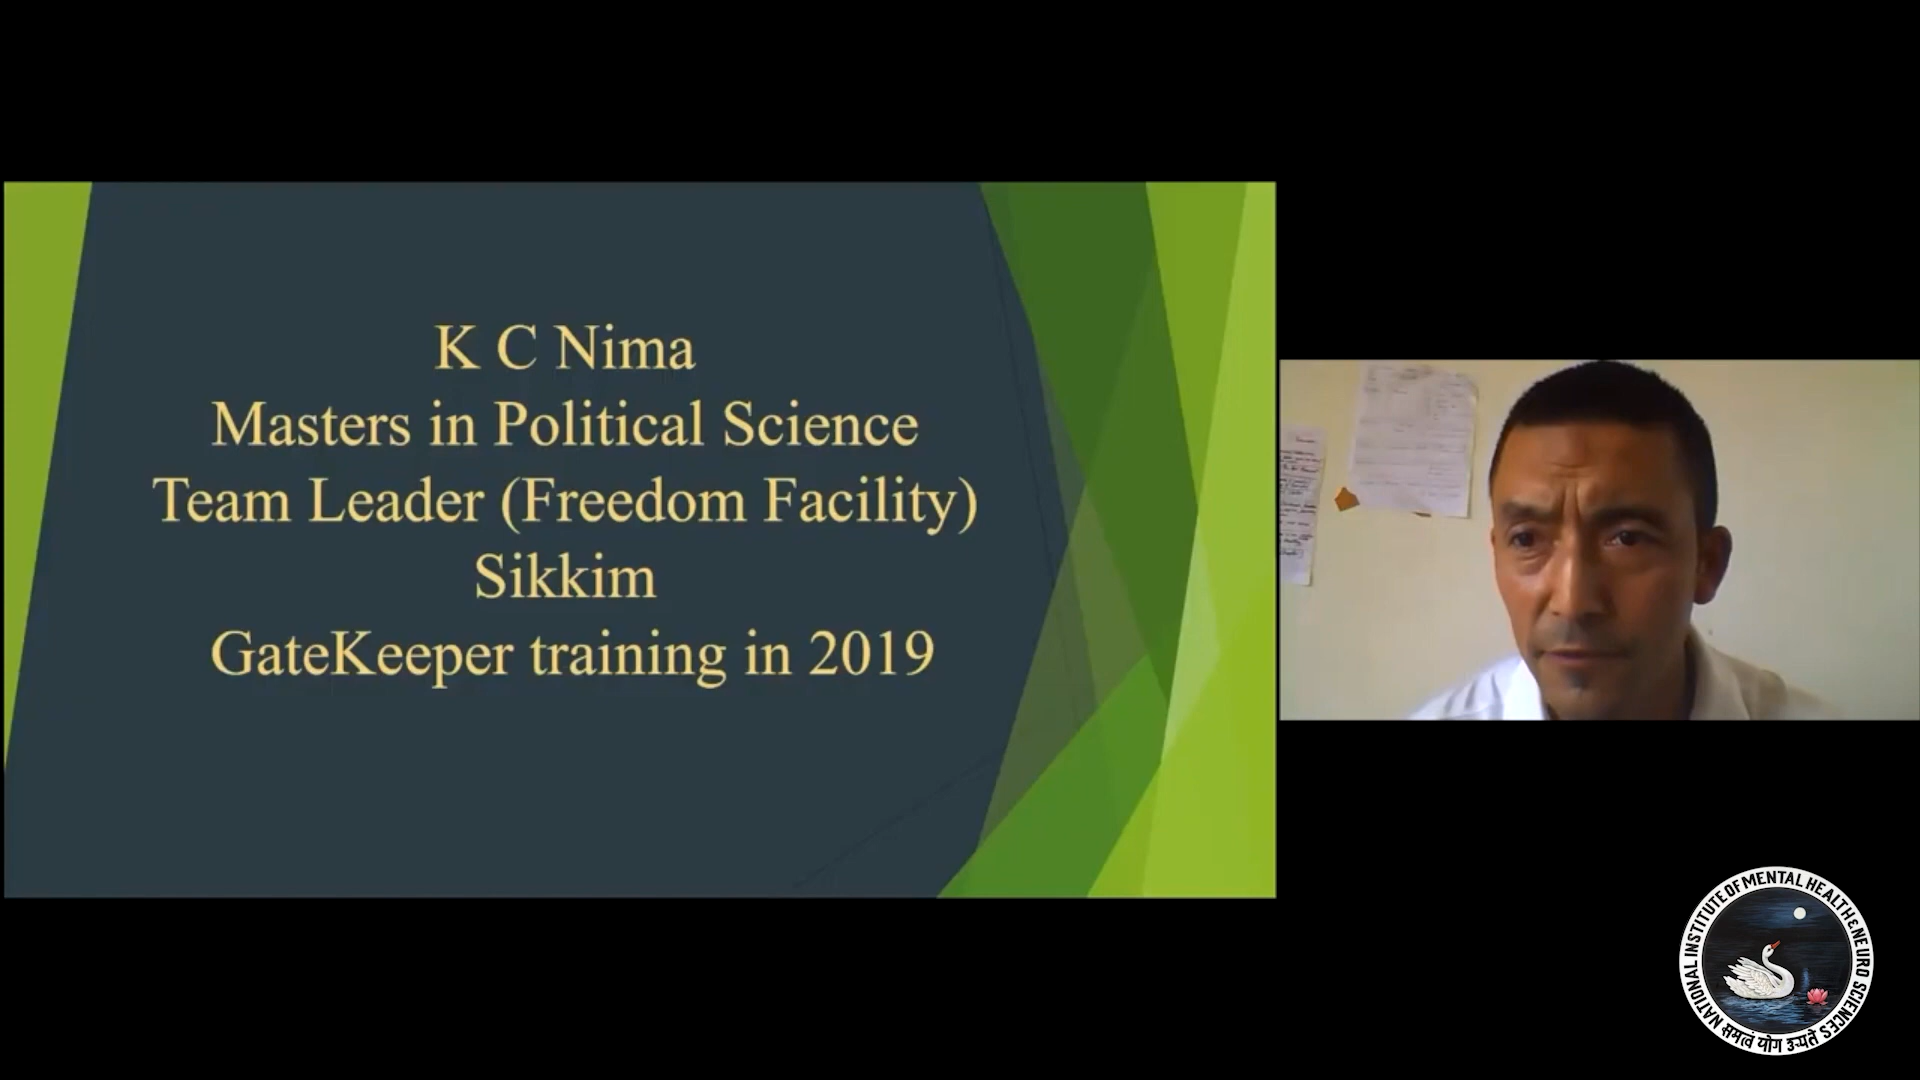 K C Nima
Masters in Political Science
Team Leader (Freedom Facility)
Sikkim
GateKeeper training in 2019
NATIONAL INSTITUTE OF MENTAL HEALTH & NEURO SCIENCES
समत्वं योग उच्यते